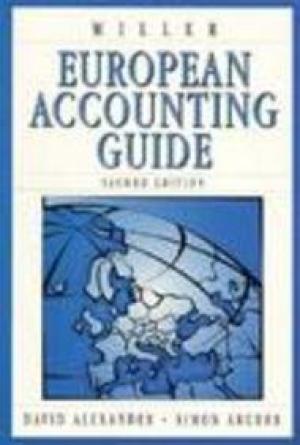 MILLER
EUROPEAN
ACCOUNTING
GUIDE
SECOND EDITION
DAVID ALEXANDER • SIMON ARCHER